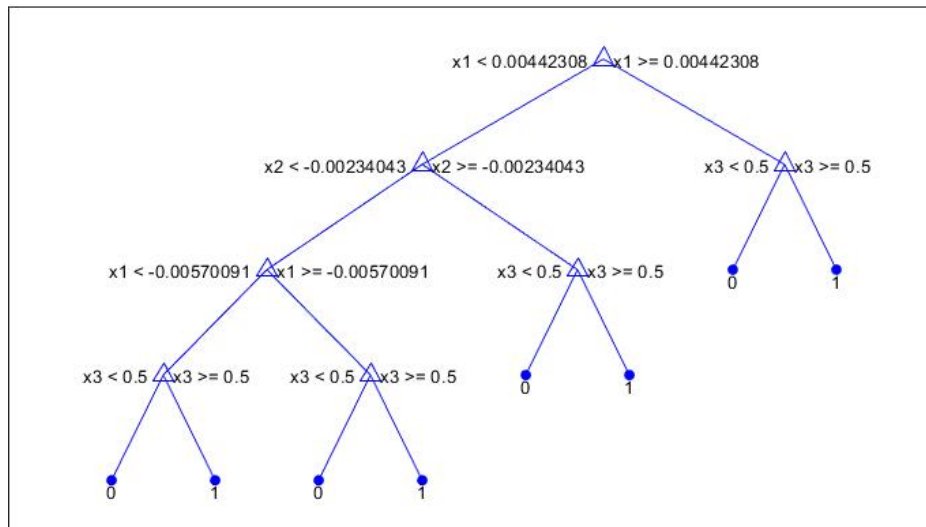 x1 < 0.00442308 x1 >= 0.00442308
x2 < -0.00234043 x2 >= -0.00234043
x3 < 0.5 x3 >= 0.5
x1 < -0.00570091 x1 >= -0.00570091
x3 < 0.5 x3 >= 0.5
0
1
x3 < 0.5 x3 >= 0.5
x3 < 0.5 x3 >= 0.5
0
1
0
1
0
1